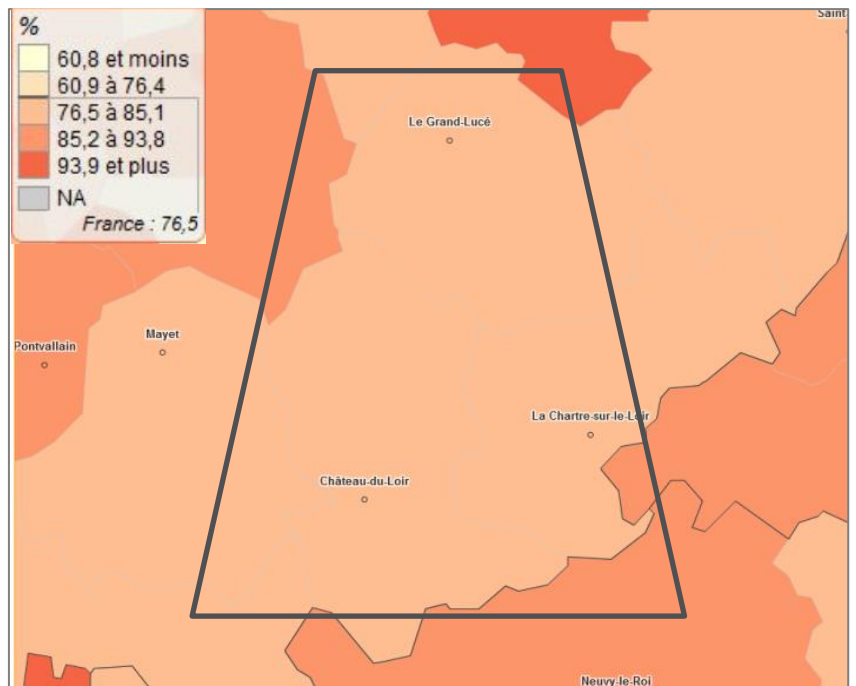 %
60,8 et moins
60,9 à 76,4
76,5 à 85,1
85,2 à 93,8
93,9 et plus
NA
France : 76,5
Saint
Le Grand-Lucé
Mayet
Pontvallain
La Chartre-sur-le-Loir
Château-du-Loir
Neuvy-le-Roi